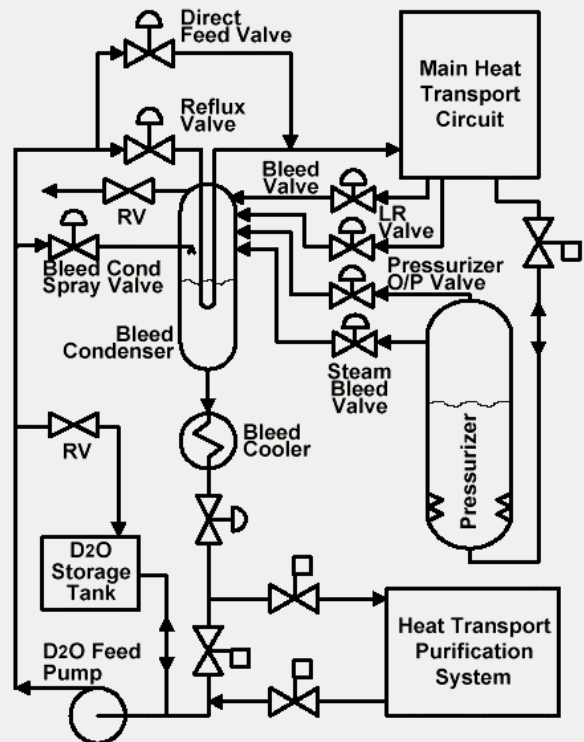 Direct
Feed Valve
Main Heat
Transport
Circuit
Reflux
Valve
Bleed
Valve
RV
LR
Valve
Bleed Cond
Spray Valve
Pressurizer
O/P Valve
Bleed
Condenser
Steam
Bleed
Valve
Bleed
Cooler
RV
Pressurizer
D2O
Storage
Tank
D2O Feed
Pump
Heat Transport
Purification
System